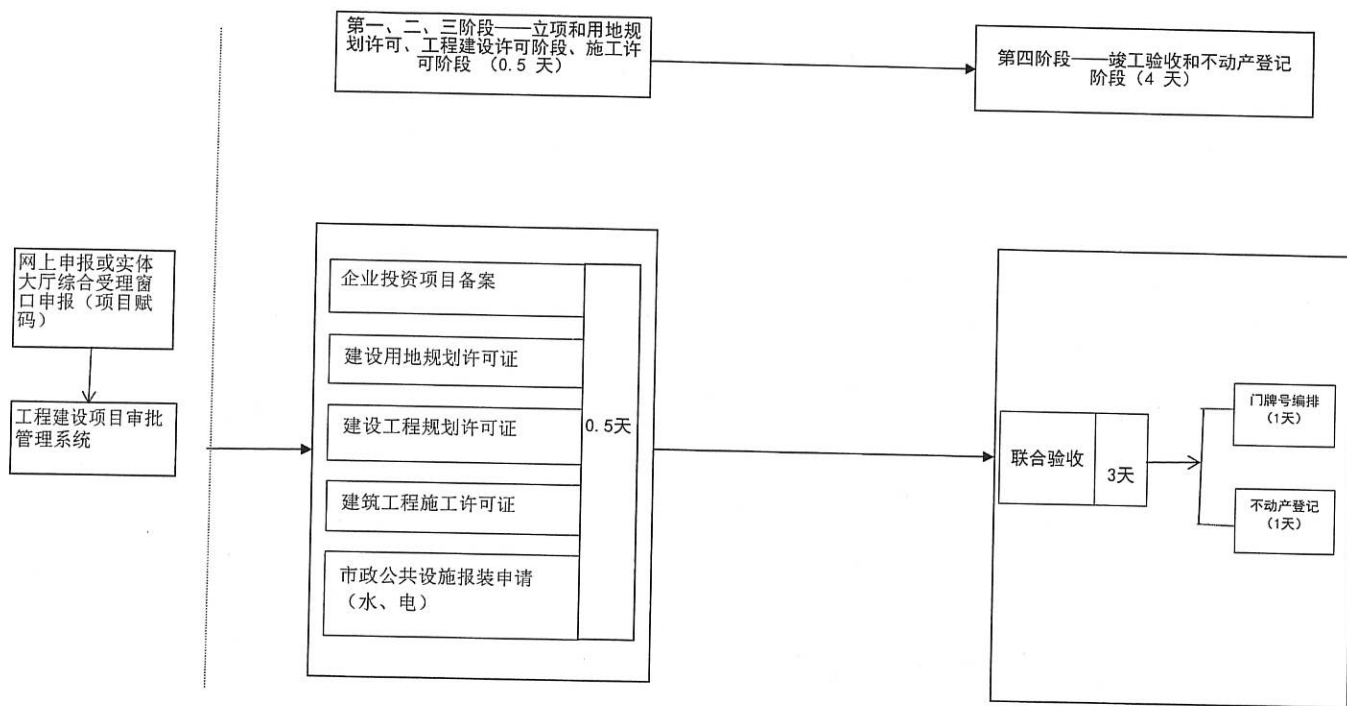 第一、二、三阶段——立项和用地规
划许可、工程建设许可阶段、施工许
可阶段 (0.5 天)
第四阶段——竣工验收和不动产登记
阶段(4 天)
网上申报或实体
大厅综合受理窗
口申报（项目赋
码）
工程建设项目审批
管理系统
企业投资项目备案
建设用地规划许可证
建设工程规划许可证
建筑工程施工许可证
市政公共设施报装申请
（水、电）
0.5天
联合验收
3天
门牌号编排
（1天）
不动产登记
（1天）